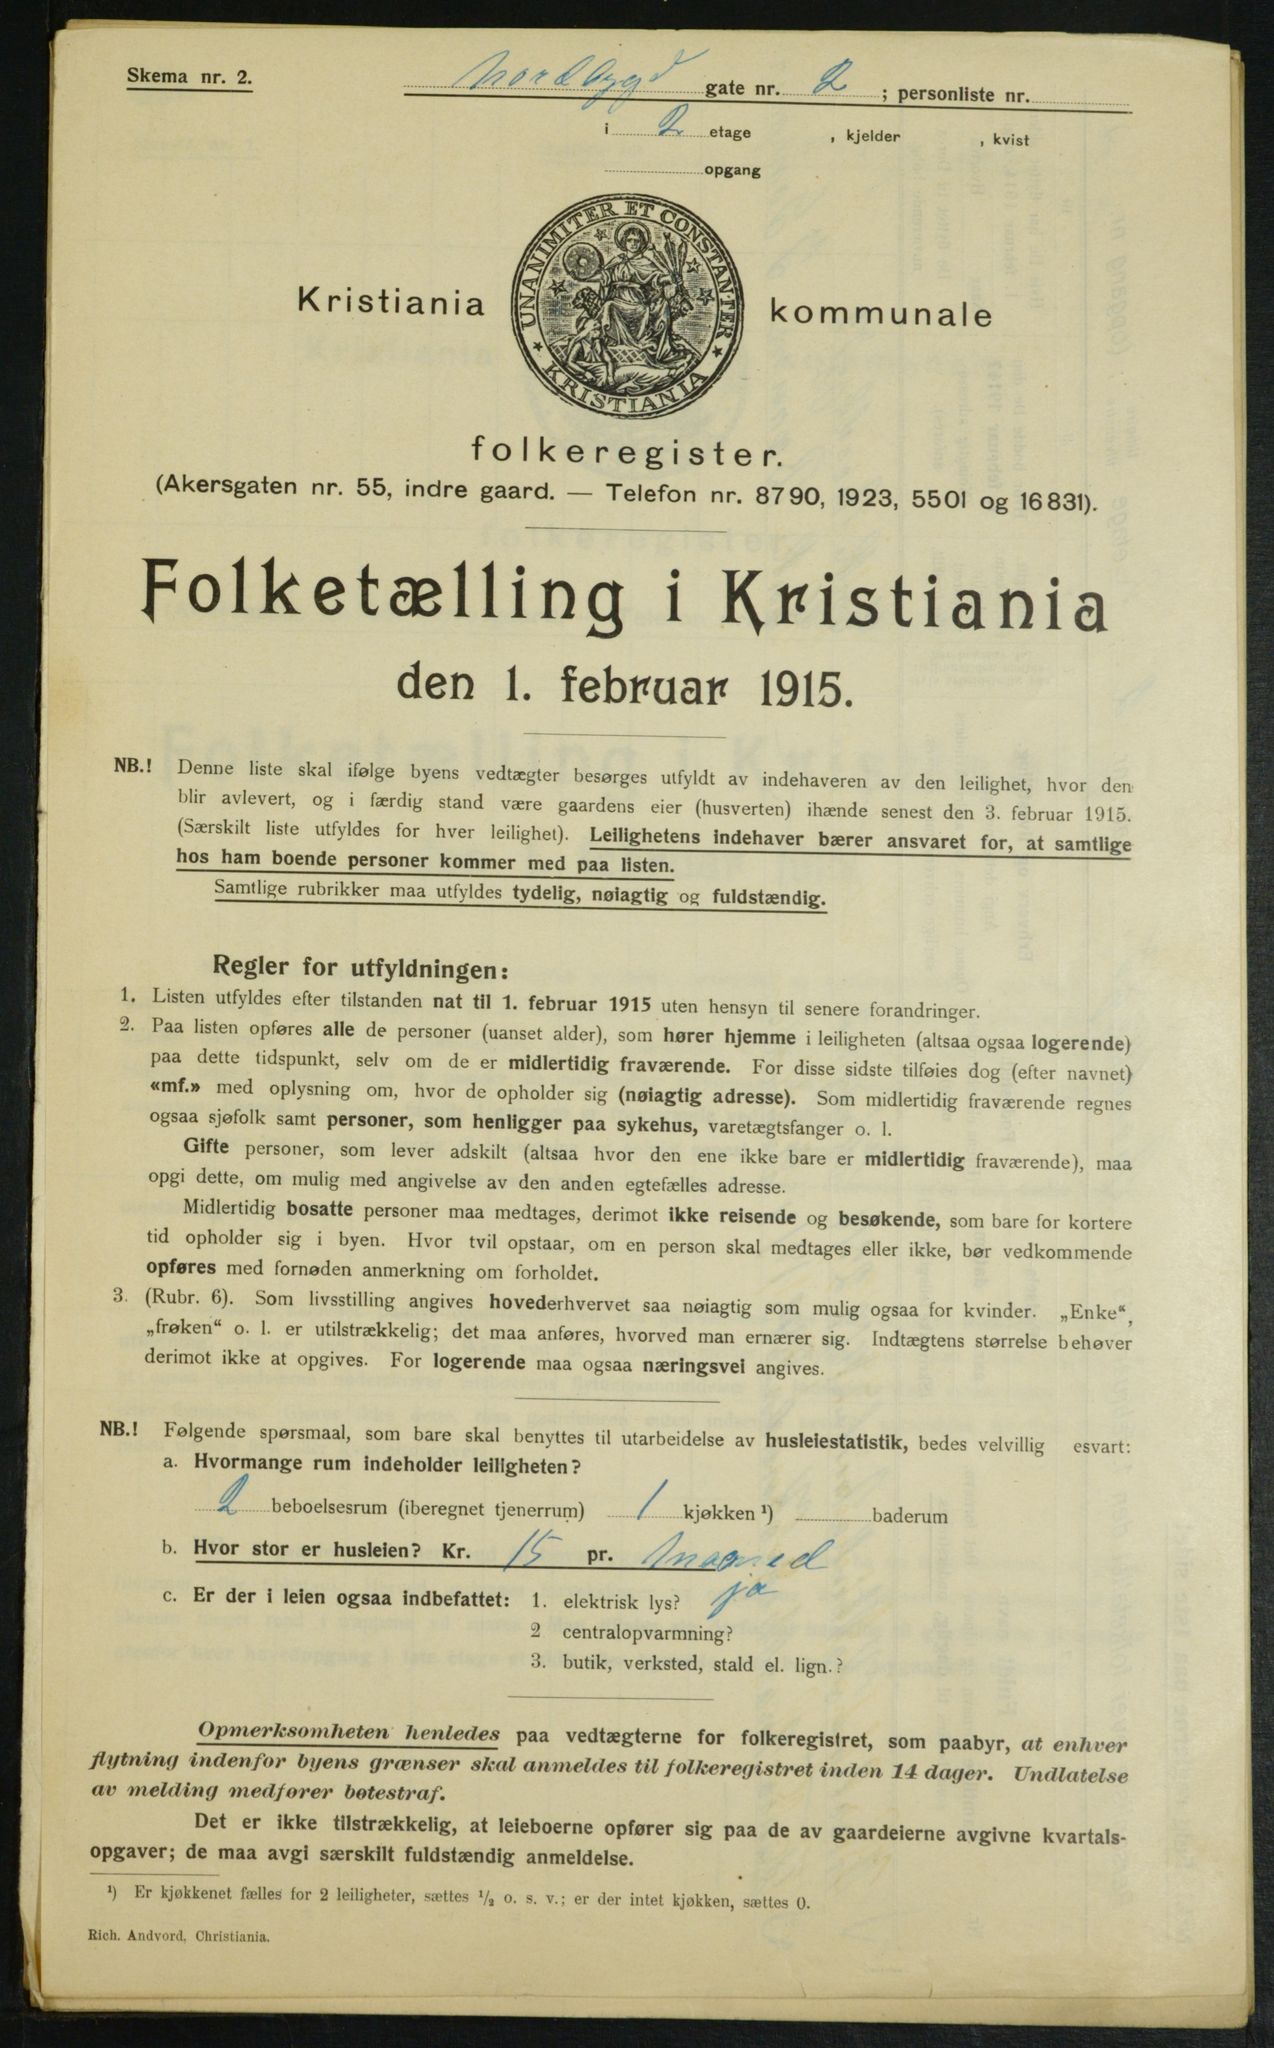 Skema nr. 2.
Nordbygd gate nr. 2 ; personliste nr.
i 2 etage , kjelder , kvist
opgang
UNANIMITER ET CONSTANTER
KRISTIANIA
Kristiania kommunale
folkeregister.
(Akersgaten nr. 55, indre gaard. — Telefon nr. 8790, 1923, 5501 og 16831).
Folketælling i Kristiania
den 1. februar 1915.
NB.! Denne liste skal ifølge byens vedtægter besørges utfyldt av indehaveren av den leilighet, hvor den
blir avlevert, og i færdig stand være gaardens eier (husverten) ihænde senest den 3. februar 1915.
(Særskilt liste utfyldes for hver leilighet). Leilighetens indehaver bærer ansvaret for, at samtlige
hos ham boende personer kommer med paa listen.
Samtlige rubrikker maa utfyldes tydelig, nøiagtig og fuldstændig.
Regler for utfyldningen:
1. Listen utfyldes efter tilstanden nat til 1. februar 1915 uten hensyn til senere forandringer.
2. Paa listen opføres alle de personer (uanset alder), som hører hjemme i leiligheten (altsaa ogsaa logerende)
paa dette tidspunkt, selv om de er midlertidig fraværende. For disse sidste tilføies dog (efter navnet)
«mf.» med oplysning om, hvor de opholder sig (nøiagtig adresse). Som midlertidig fraværende regnes
ogsaa sjøfolk samt personer, som henligger paa sykehus, varetægtsfanger o. l.
Gifte personer, som lever adskilt (altsaa hvor den ene ikke bare er midlertidig fraværende), maa
opgi dette, om mulig med angivelse av den anden egtefælles adresse.
Midlertidig bosatte personer maa medtages, derimot ikke reisende og besøkende, som bare for kortere
tid opholder sig i byen. Hvor tvil opstaar, om en person skal medtages eller ikke, bør vedkommende
opføres med fornøden anmerkning om forholdet.
3. (Rubr. 6). Som livsstilling angives hovederhvervet saa nøiagtig som mulig ogsaa for kvinder. „Enke“,
„frøken“ o. l. er utilstrækkelig; det maa anføres, hvorved man ernærer sig. Indtægtens størrelse behøver
derimot ikke at opgives. For logerende maa ogsaa næringsvei angives.
NB.! Følgende spørsmaal, som bare skal benyttes til utarbeidelse av husleiestatistik, bedes velvillig esvart:
a. Hvormange rum indeholder leiligheten?
2 beboelsesrum (iberegnet tjenerrum) 1 kjøkken ¹) baderum
b. Hvor stor er husleien? Kr. 15 pr. Maaned
c. Er der i leien ogsaa indbefattet: 1. elektrisk lys? ja
2 centralopvarmning?
3. butik, verksted, stald el. lign.?
Opmerksomheten henledes paa vedtægterne for folkeregistret, som paabyr, at enhver
flytning indenfor byens grænser skal anmeldes til folkeregistret inden 14 dager. Undlatelse
av melding medfører bøtestraf.
Det er ikke tilstrækkelig, at leieboerne opfører sig paa de av gaardeierne avgivne kvartals-
opgaver; de maa avgi særskilt fuldstændig anmeldelse.
¹) Er kjøkkenet fælles for 2 leiligheter, sættes ½ o. s. v.; er der intet kjøkken, sættes 0.
Rich. Andvord, Christiania.